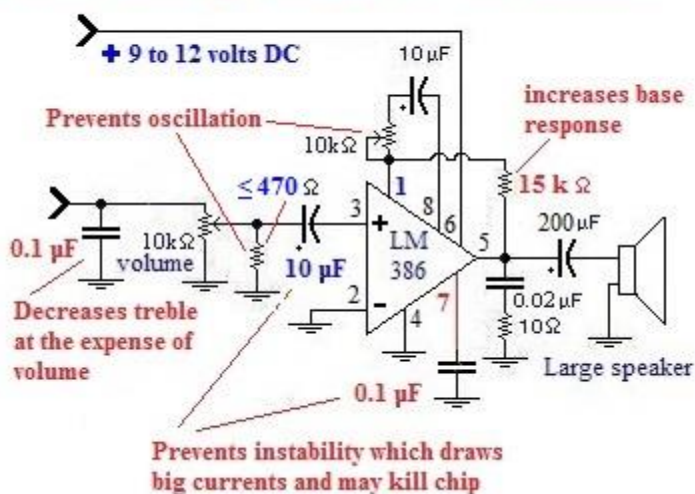 + 9 to 12 volts DC
10 µF
increases base
response
Prevents oscillation
10kΩ
≤ 470 Ω
1
15 k Ω
8
6
3
+
LM
386
5
200µF
0.1 µF
10kΩ
volume
10 µF
2
-
7
4
0.02µF
10Ω
Decreases treble
at the expense of
volume
Large speaker
0.1 µF
Prevents instability which draws
big currents and may kill chip